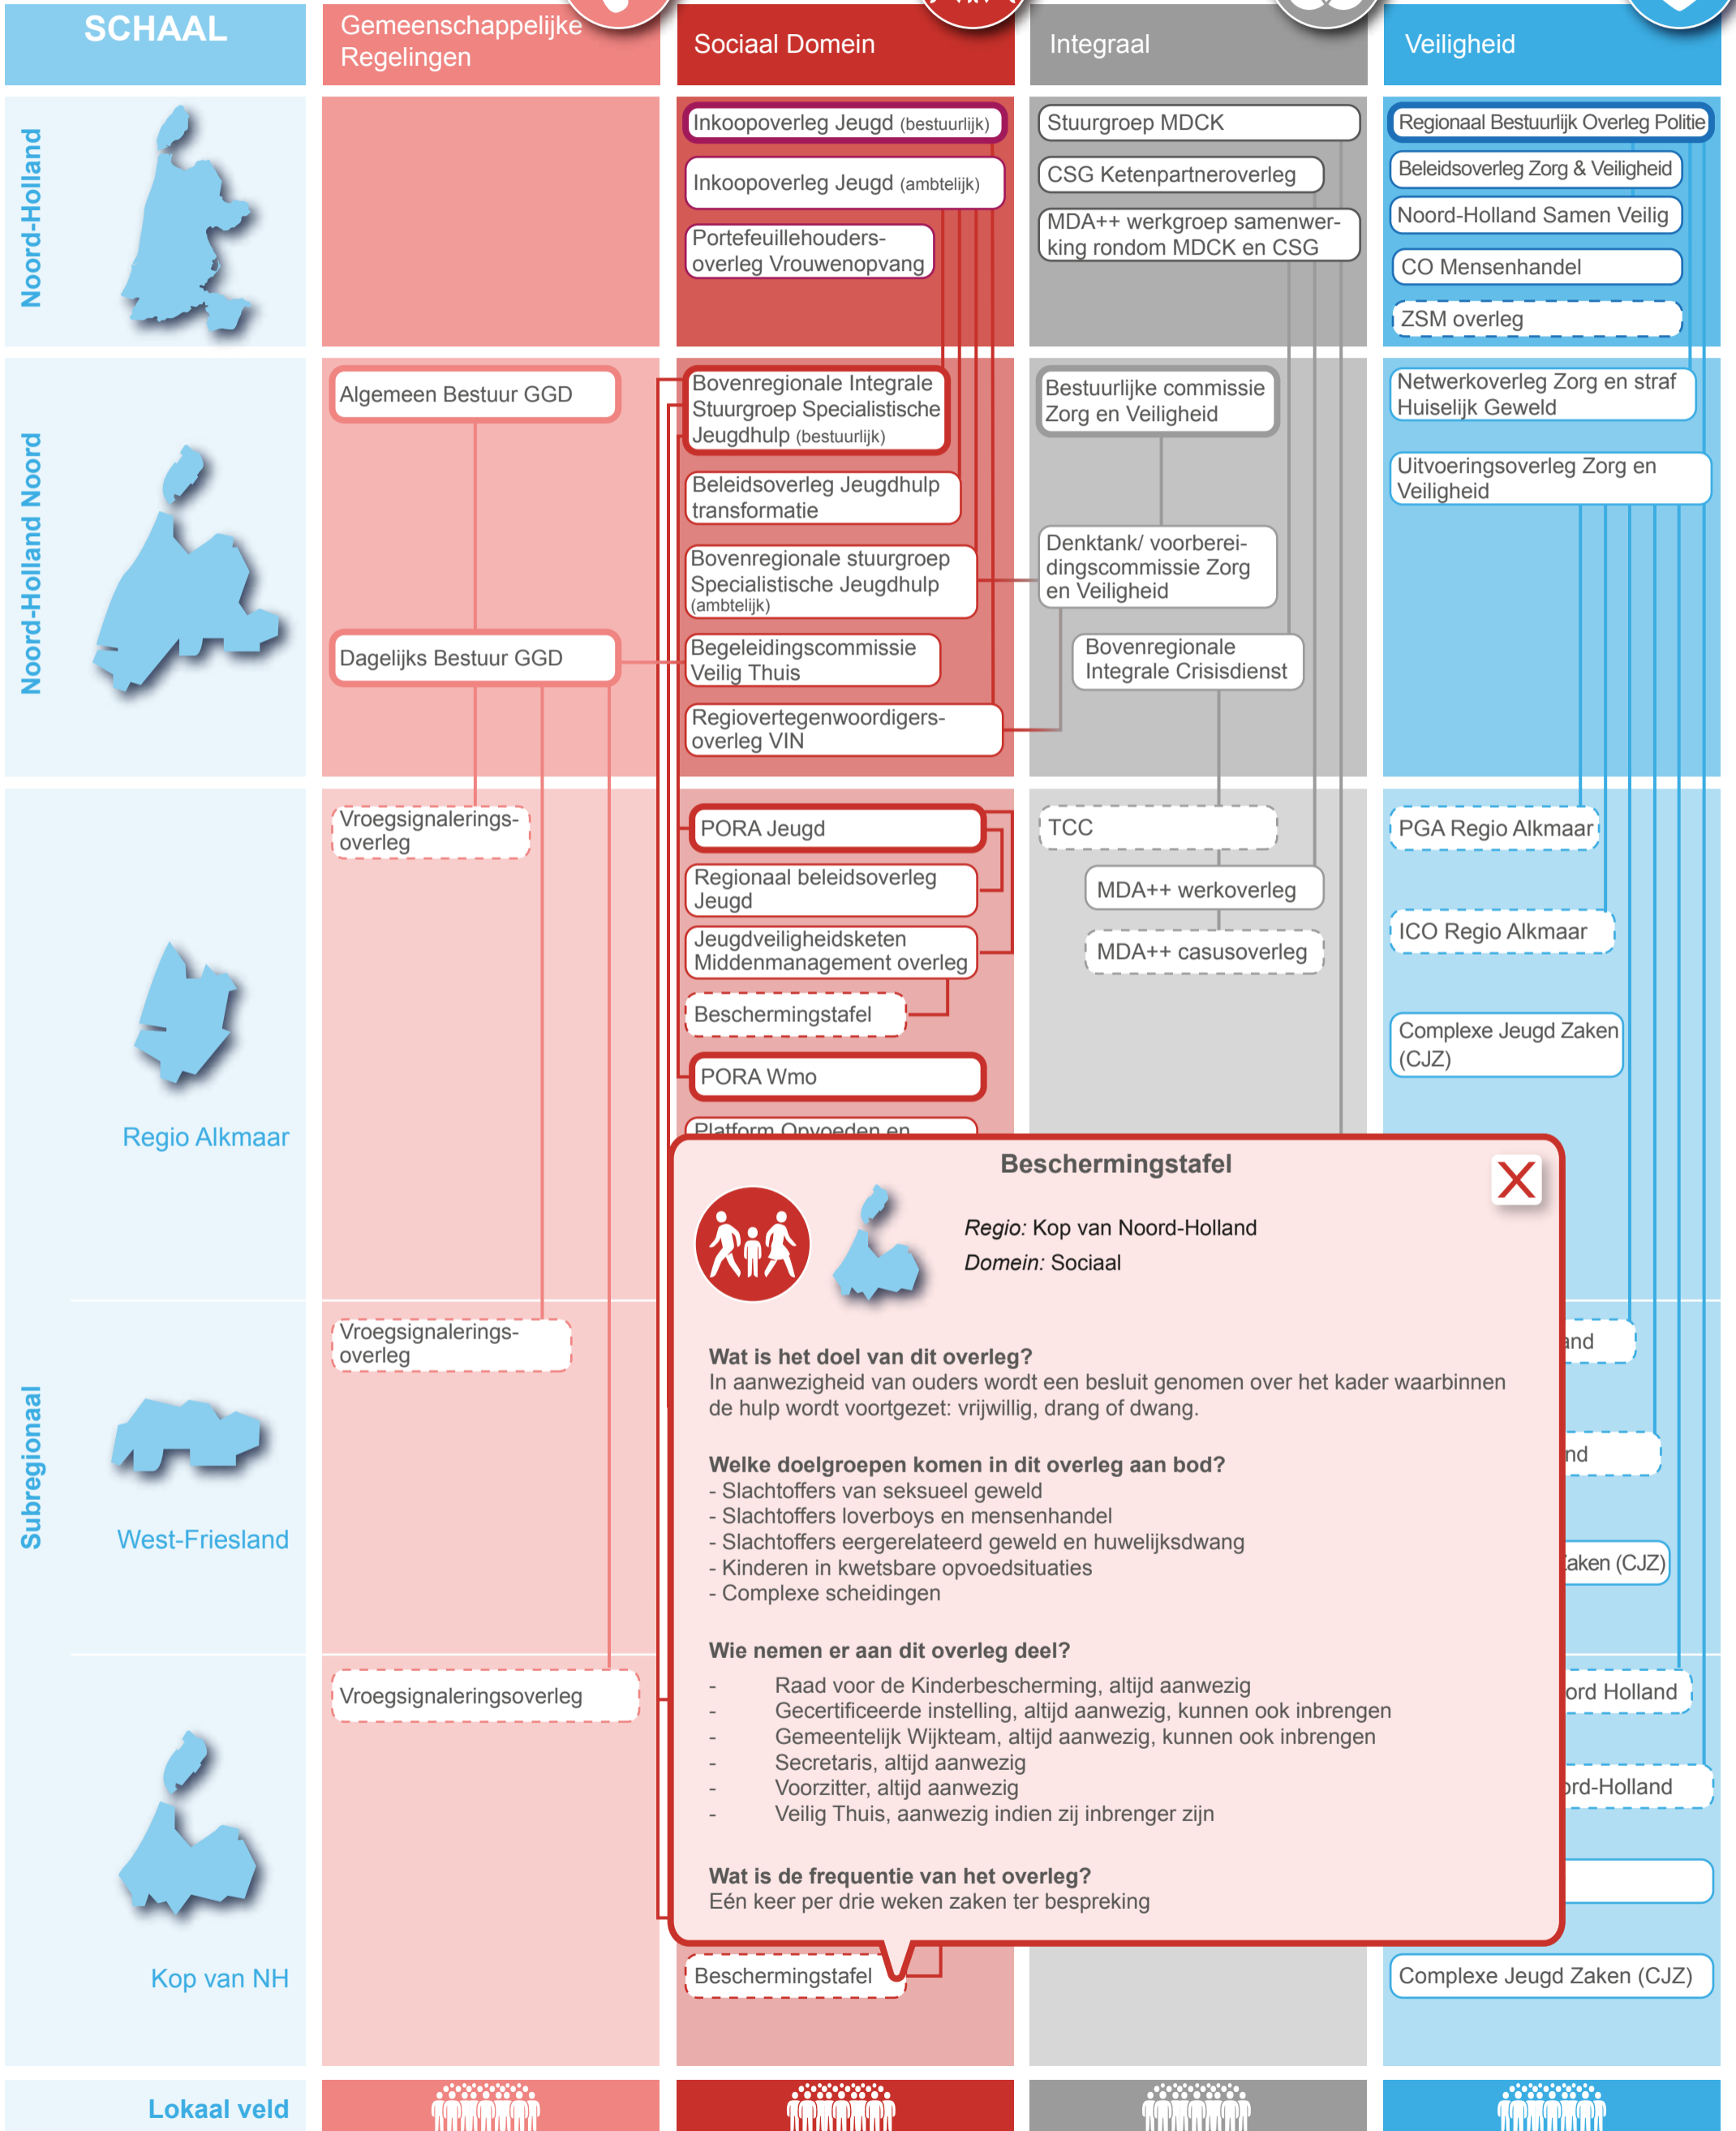 SCHAAL
Gemeenschappelijke
Regelingen
Sociaal Domein
Integraal
Veiligheid
Noord-Holland
Inkoopoverleg Jeugd (bestuurlijk)
Inkoopoverleg Jeugd (ambtelijk)
Portefeuillehouders-
overleg Vrouwenopvang
Stuurgroep MDCK
CSG Ketenpartneroverleg
MDA++ werkgroep samenwer-
king rondom MDCK en CSG
Regionaal Bestuurlijk Overleg Politie
Beleidsoverleg Zorg & Veiligheid
Noord-Holland Samen Veilig
CO Mensenhandel
ZSM overleg
Noord-Holland Noord
Algemeen Bestuur GGD
Dagelijks Bestuur GGD
Bovenregionale Integrale
Stuurgroep Specialistische
Jeugdhulp (bestuurlijk)
Beleidsoverleg Jeugdhulp
transformatie
Bovenregionale stuurgroep
Specialistische Jeugdhulp
(ambtelijk)
Begeleidingscommissie
Veilig Thuis
Regiovertegenwoordigers-
overleg VIN
Bestuurlijke commissie
Zorg en Veiligheid
Denktank/ voorberei-
dingscommissie Zorg
en Veiligheid
Bovenregionale
Integrale Crisisdienst
Netwerkoverleg Zorg en straf
Huiselijk Geweld
Uitvoeringsoverleg Zorg en
Veiligheid
Subregionaal
Regio Alkmaar
Vroegsignalerings-
overleg
PORA Jeugd
Regionaal beleidsoverleg
Jeugd
Jeugdveiligheidsketen
Middenmanagement overleg
Beschermingstafel
PORA Wmo
Platform Opvoeden en
TCC
MDA++ werkoverleg
MDA++ casusoverleg
PGA Regio Alkmaar
ICO Regio Alkmaar
Complexe Jeugd Zaken
(CJZ)
Beschermingstafel
X
Regio: Kop van Noord-Holland
Domein: Sociaal
Wat is het doel van dit overleg?
In aanwezigheid van ouders wordt een besluit genomen over het kader waarbinnen
de hulp wordt voortgezet: vrijwillig, drang of dwang.
Welke doelgroepen komen in dit overleg aan bod?
- Slachtoffers van seksueel geweld
- Slachtoffers loverboys en mensenhandel
- Slachtoffers eergerelateerd geweld en huwelijksdwang
- Kinderen in kwetsbare opvoedsituaties
- Complexe scheidingen
Wie nemen er aan dit overleg deel?
- Raad voor de Kinderbescherming, altijd aanwezig
- Gecertificeerde instelling, altijd aanwezig, kunnen ook inbrengen
- Gemeentelijk Wijkteam, altijd aanwezig, kunnen ook inbrengen
- Secretaris, altijd aanwezig
- Voorzitter, altijd aanwezig
- Veilig Thuis, aanwezig indien zij inbrenger zijn
Wat is de frequentie van het overleg?
Eén keer per drie weken zaken ter bespreking
West-Friesland
Vroegsignalerings-
overleg
and
nd
aken (CJZ)
Kop van NH
Vroegsignaleringsoverleg
ord Holland
ord-Holland
Beschermingstafel
Complexe Jeugd Zaken (CJZ)
Lokaal veld